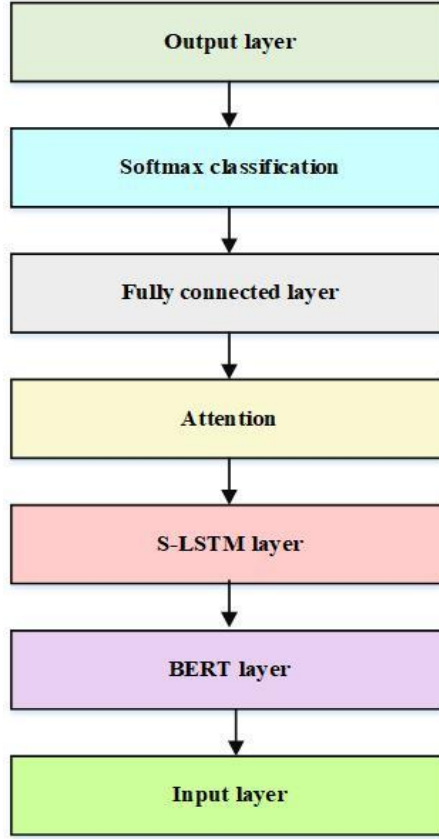 Output layer
Softmax classification
Fully connected layer
Attention
S-LSTM layer
BERT layer
Input layer